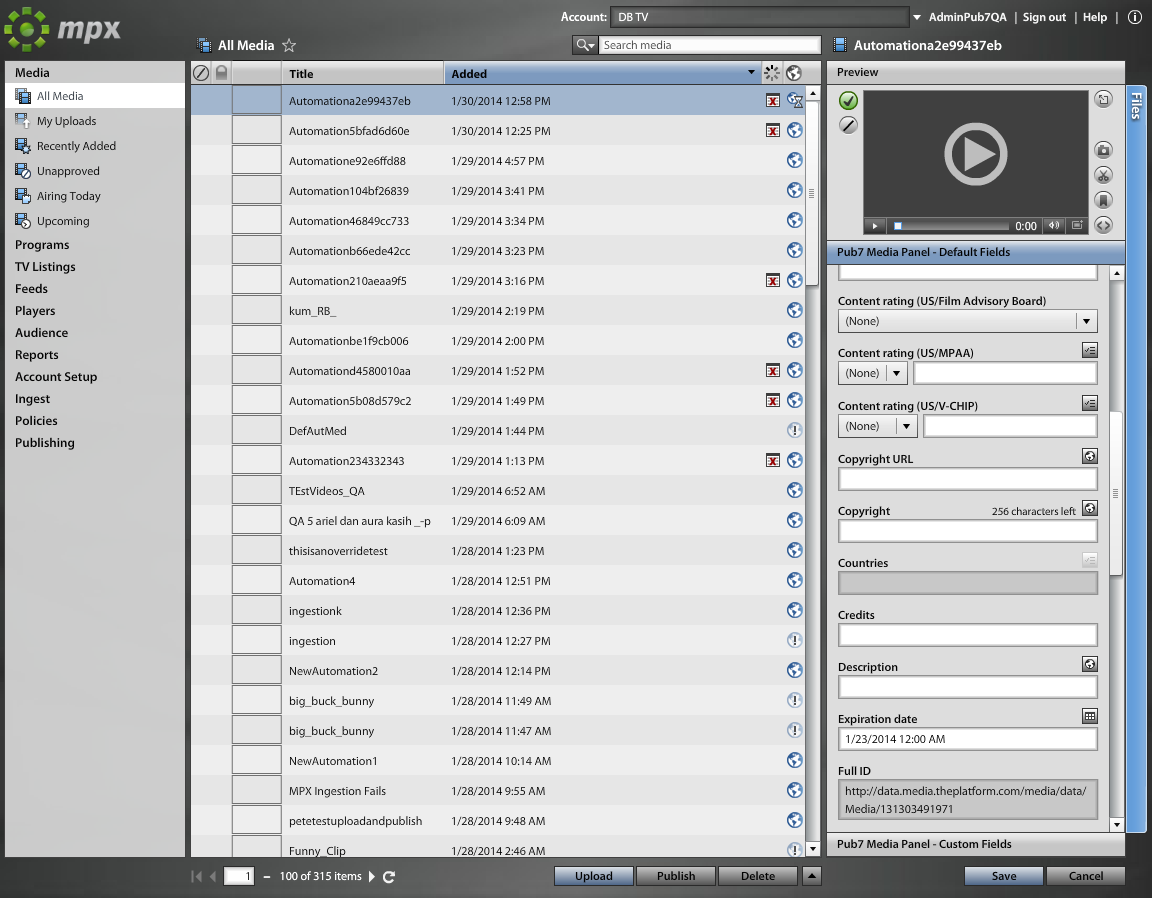 mpx
Account: DB TV AdminPub7QA | Sign out | Help |
All Media
Search media
Automationa2e99437eb
Media
All Media
My Uploads
Recently Added
Unapproved
Airing Today
Upcoming
Programs
TV Listings
Feeds
Players
Audience
Reports
Account Setup
Ingest
Policies
Publishing
Title Added
Automationa2e99437eb 1/30/2014 12:58 PM
Automation5bfad6d60e 1/30/2014 12:25 PM
Automatione92e6ffd88 1/29/2014 4:57 PM
Automation104bf26839 1/29/2014 3:41 PM
Automation46849cc733 1/29/2014 3:34 PM
Automationb66ede42cc 1/29/2014 3:23 PM
Automation210aeaa9f5 1/29/2014 3:16 PM
kum_RB_ 1/29/2014 2:19 PM
Automationbe1f9cb006 1/29/2014 2:00 PM
Automationd4580010aa 1/29/2014 1:52 PM
Automation5b08d579c2 1/29/2014 1:49 PM
DefAutMed 1/29/2014 1:44 PM
Automation234332343 1/29/2014 1:13 PM
TEstVideos_QA 1/29/2014 6:52 AM
QA 5 ariel dan aura kasih _-p 1/29/2014 6:09 AM
thisisanoverridetest 1/28/2014 1:23 PM
Automation4 1/28/2014 12:51 PM
ingestionk 1/28/2014 12:36 PM
ingestion 1/28/2014 12:27 PM
NewAutomation2 1/28/2014 12:14 PM
big_buck_bunny 1/28/2014 11:49 AM
big_buck_bunny 1/28/2014 11:47 AM
NewAutomation1 1/28/2014 10:14 AM
MPX Ingestion Fails 1/28/2014 9:55 AM
petetestuploadandpublish 1/28/2014 9:48 AM
Funny_Clip 1/28/2014 2:46 AM
1 – 100 of 315 items
Upload Publish Delete
Preview
Files
0:00
Pub7 Media Panel - Default Fields
Content rating (US/Film Advisory Board)
(None)
Content rating (US/MPAA)
(None)
Content rating (US/V-CHIP)
(None)
Copyright URL
Copyright 256 characters left
Countries
Credits
Description
Expiration date
1/23/2014 12:00 AM
Full ID
http://data.media.theplatform.com/media/data/
Media/131303491971
Pub7 Media Panel - Custom Fields
Save Cancel